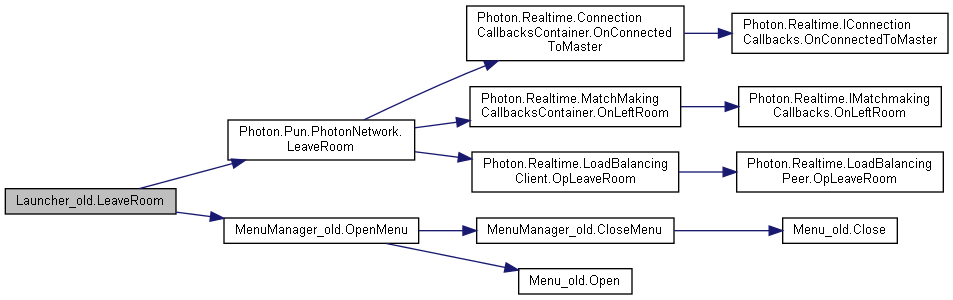 Photon.Realtime.Connection
CallbacksContainer.OnConnected
ToMaster
Photon.Realtime.IConnection
Callbacks.OnConnectedToMaster
Photon.Realtime.MatchMaking
CallbacksContainer.OnLeftRoom
Photon.Realtime.IMatchmaking
Callbacks.OnLeftRoom
Photon.Pun.PhotonNetwork.
LeaveRoom
Photon.Realtime.LoadBalancing
Client.OpLeaveRoom
Photon.Realtime.LoadBalancing
Peer.OpLeaveRoom
Launcher_old.LeaveRoom
MenuManager_old.OpenMenu
MenuManager_old.CloseMenu
Menu_old.Close
Menu_old.Open